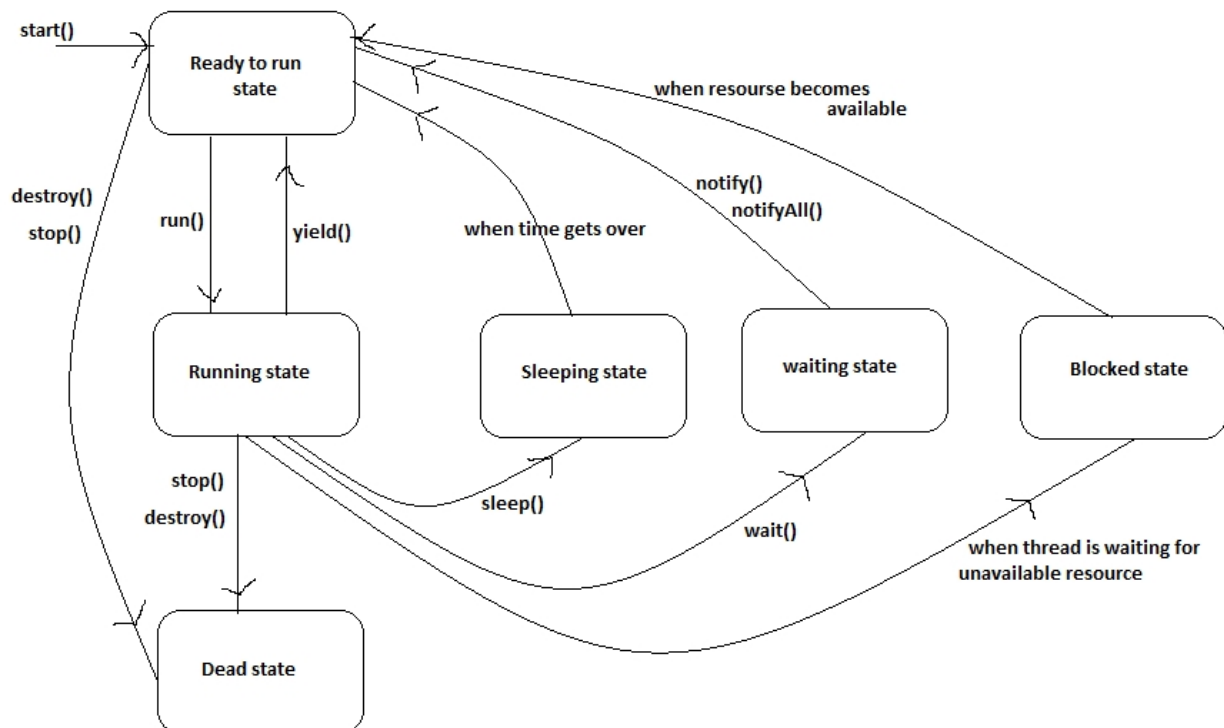 start()
Ready to run
state
when resourse becomes
available
destroy()
stop()
run()
yield()
notify()
notifyAll()
when time gets over
Running state
Sleeping state
waiting state
Blocked state
stop()
destroy()
sleep()
wait()
when thread is waiting for
unavailable resource
Dead state